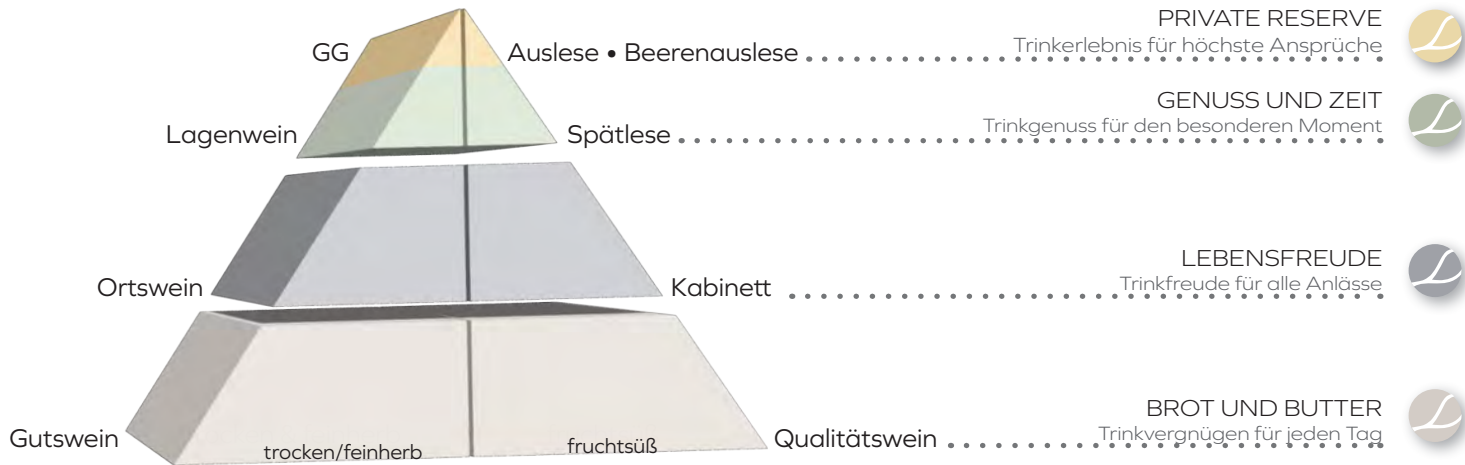 PRIVATE RESERVE
GG
Auslese • Beerenauslese
Trinkerlebnis für höchste Ansprüche
GENUSS UND ZEIT
Lagenwein
Spätlese
Trinkgenuss für den besonderen Moment
LEBENSFREUDE
Ortswein
Kabinett
Trinkfreude für alle Anlässe
BROT UND BUTTER
Gutswein
trocken/feinherb
fruchtsüß
Qualitätswein
Trinkvergnügen für jeden Tag